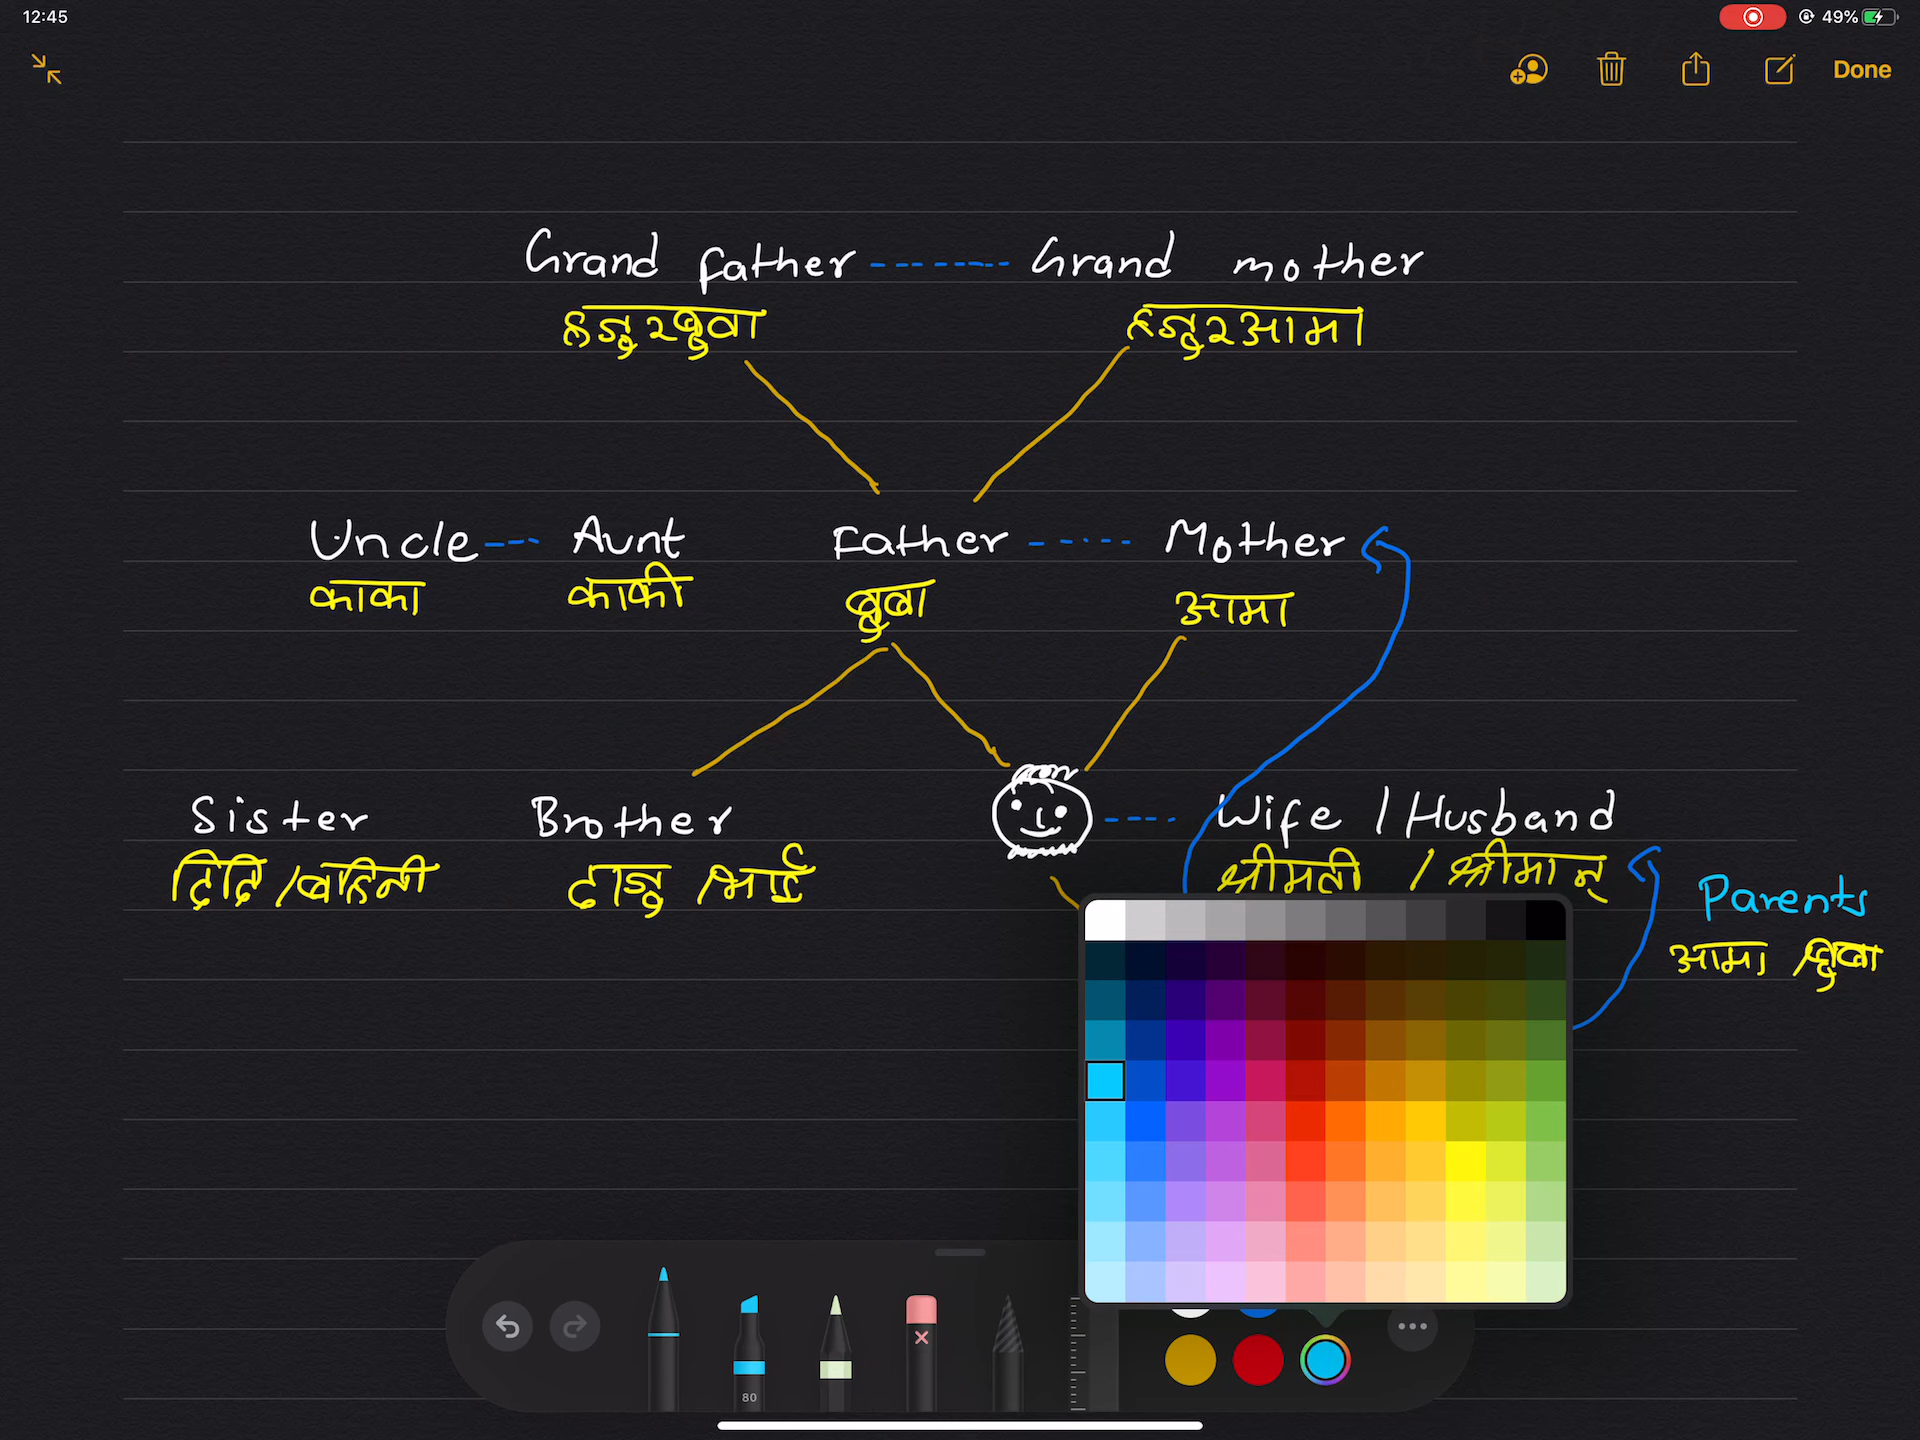 12:45
49%
Done
Grand father Grand mother
हजुरबुवा हजुरआमा
Uncle Aunt Father Mother
काका काकी बुबा आमा
Sister Brother Wife / Husband
दिदि / बहिनी दाजु / भाई श्रीमती / श्रीमान्
Parents
आमा / बुबा
80